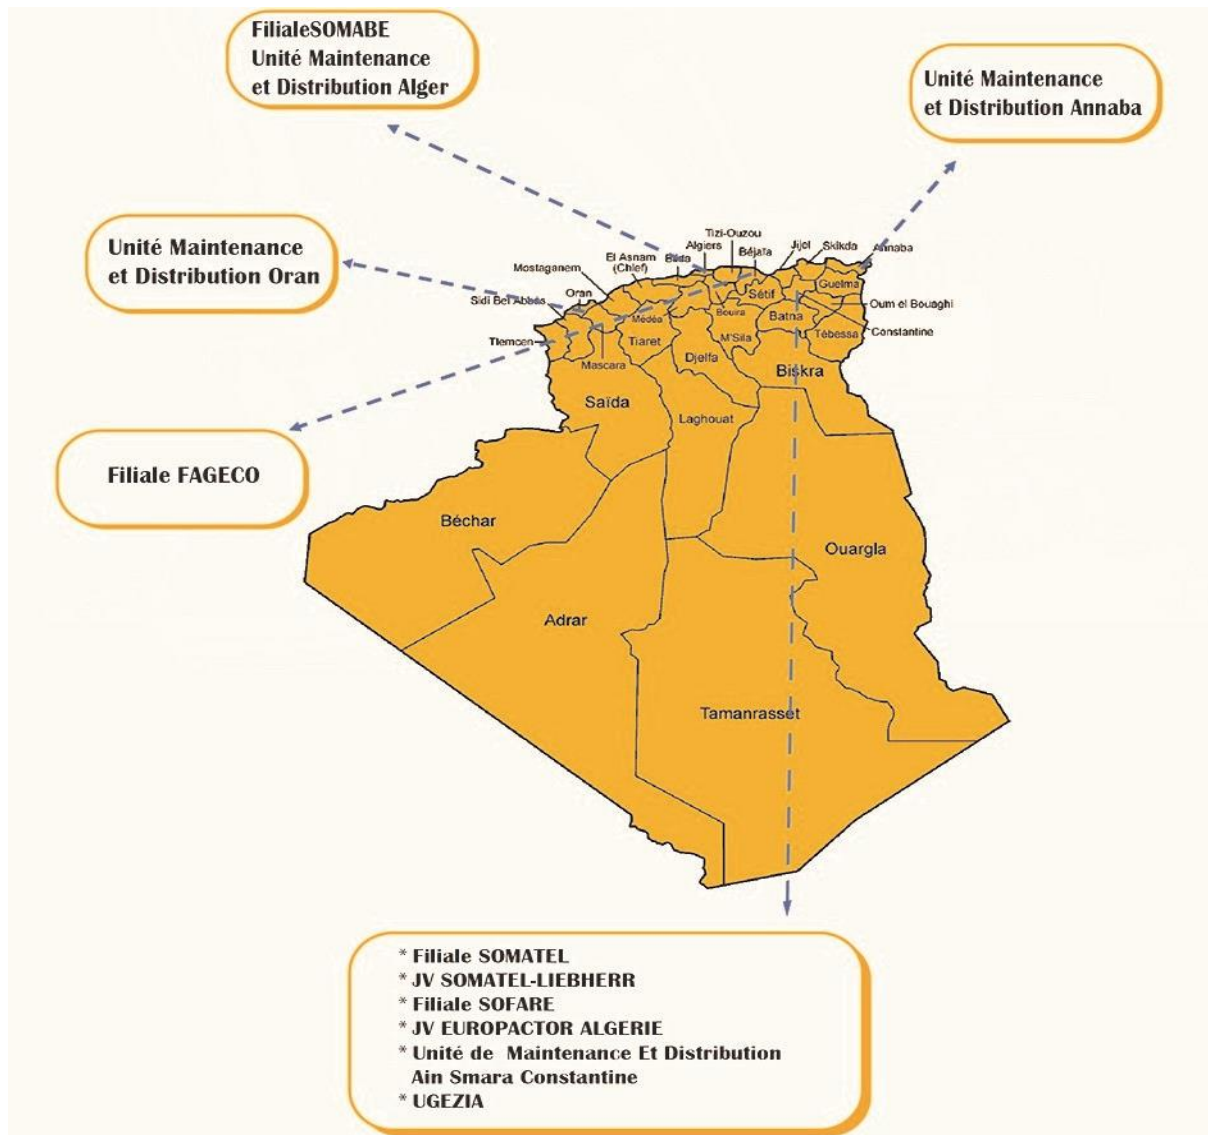 FilialeSOMABE
Unité Maintenance
et Distribution Alger
Unité Maintenance
et Distribution Annaba
Unité Maintenance
et Distribution Oran
Filiale FAGECO
Tizi-Ouzou
Algiers
Béjaïa
Jijel
Skikda
Annaba
El Asnam
(Chlef)
Blida
Mostaganem
Oran
Sidi Bel Abbés
Tlemcen
Mascara
Médéa
Tiaret
Bouira
Sétif
Guelma
Batna
M'Sila
Djelfa
Oum el Bouaghi
Constantine
Tébessa
Biskra
Saïda
Laghouat
Béchar
Ouargla
Adrar
Tamanrasset
* Filiale SOMATEL
* JV SOMATEL-LIEBHERR
* Filiale SOFARE
* JV EUROPACTOR ALGERIE
* Unité de Maintenance Et Distribution
Ain Smara Constantine
* UGEZIA